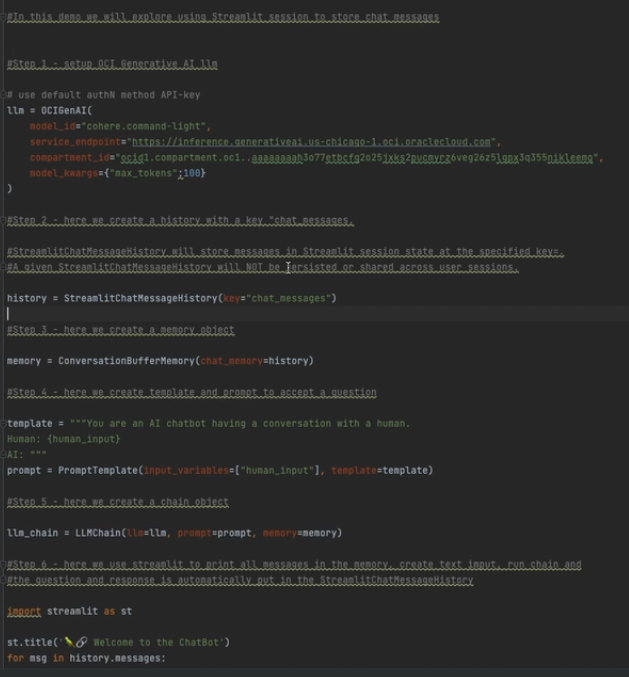 #In this demo we will explore using Streamlit session to store chat messages
#Step 1 - setup OCI Generative AI llm
# use default authN method API-key
llm = OCIGenAI(
model_id="cohere.command-light",
service_endpoint="https://inference.generativeai.us-chicago-1.oci.oraclecloud.com",
compartment_id="ocid1.compartment.oc1..
model_kwargs={"max_tokens":100}
)
#Step 2 - here we create a history with a key "chat_messages.
#StreamlitChatMessageHistory will store messages in Streamlit session state at the specified key=.
#A given StreamlitChatMessageHistory will NOT be persisted or shared across user sessions.
history = StreamlitChatMessageHistory(key="chat_messages")
#Step 3 - here we create a memory object
memory = ConversationBufferMemory(chat_memory=history)
#Step 4 - here we create template and prompt to accept a question
template = """You are an AI chatbot having a conversation with a human.
Human: {human_input}
AI: """
prompt = PromptTemplate(input_variables=["human_input"], template=template)
#Step 5 - here we create a chain object
llm_chain = LLMChain(llm=llm, prompt=prompt, memory=memory)
#Step 6 - here we use streamlit to print all messages in the memory, create text imput, run chain and
#the question and response is automatically put in the StreamlitChatMessageHistory
import streamlit as st
st.title('🦜🔗 Welcome to the ChatBot')
for msg in history.messages: